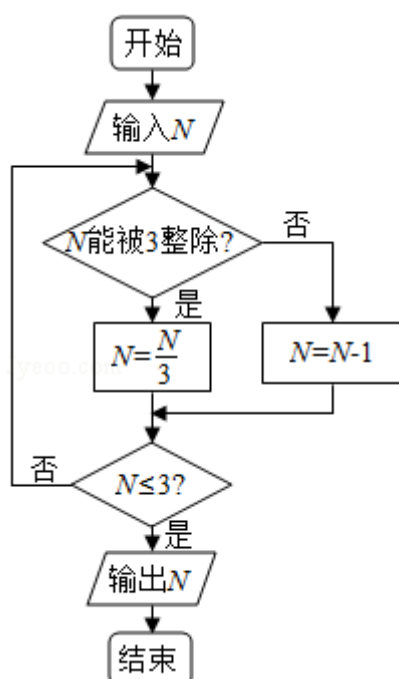 开始
输入N
N能被3整除?
否
是
N=N/3
N=N-1
N≤3?
否
是
输出N
结束